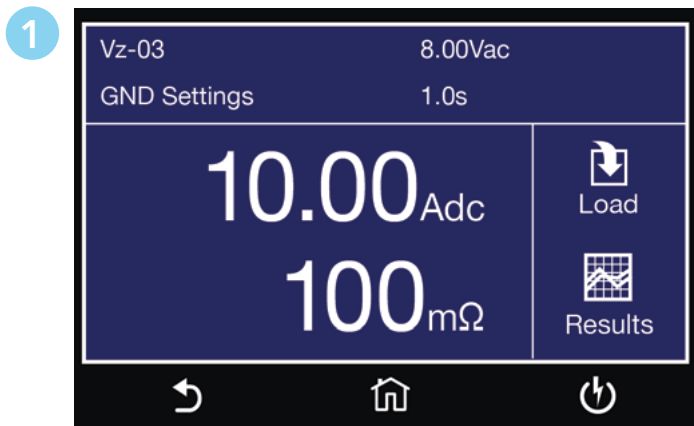 1
Vz-03 8.00Vac
GND Settings 1.0s
10.00Adc
Load
100mΩ
Results